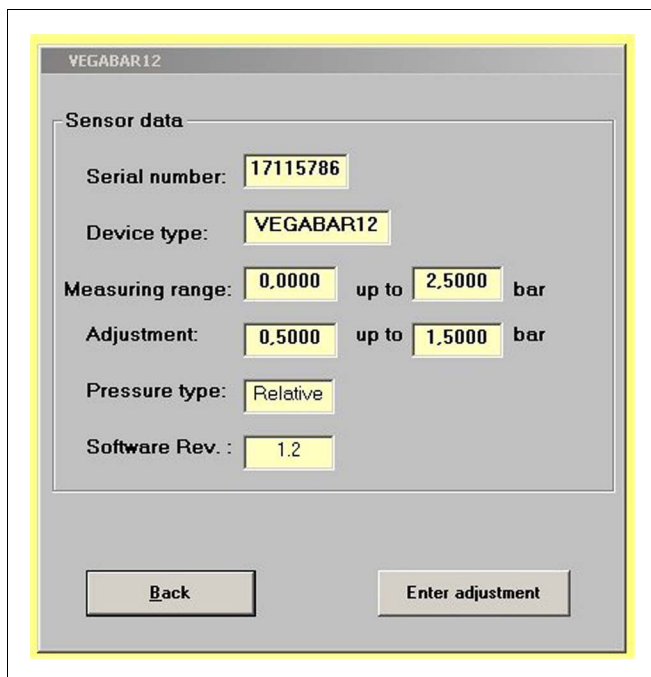 VEGABAR12
Sensor data
Serial number: 17115786
Device type: VEGABAR12
Measuring range: 0,0000 up to 2,5000 bar
Adjustment: 0,5000 up to 1,5000 bar
Pressure type: Relative
Software Rev. : 1.2
Back Enter adjustment